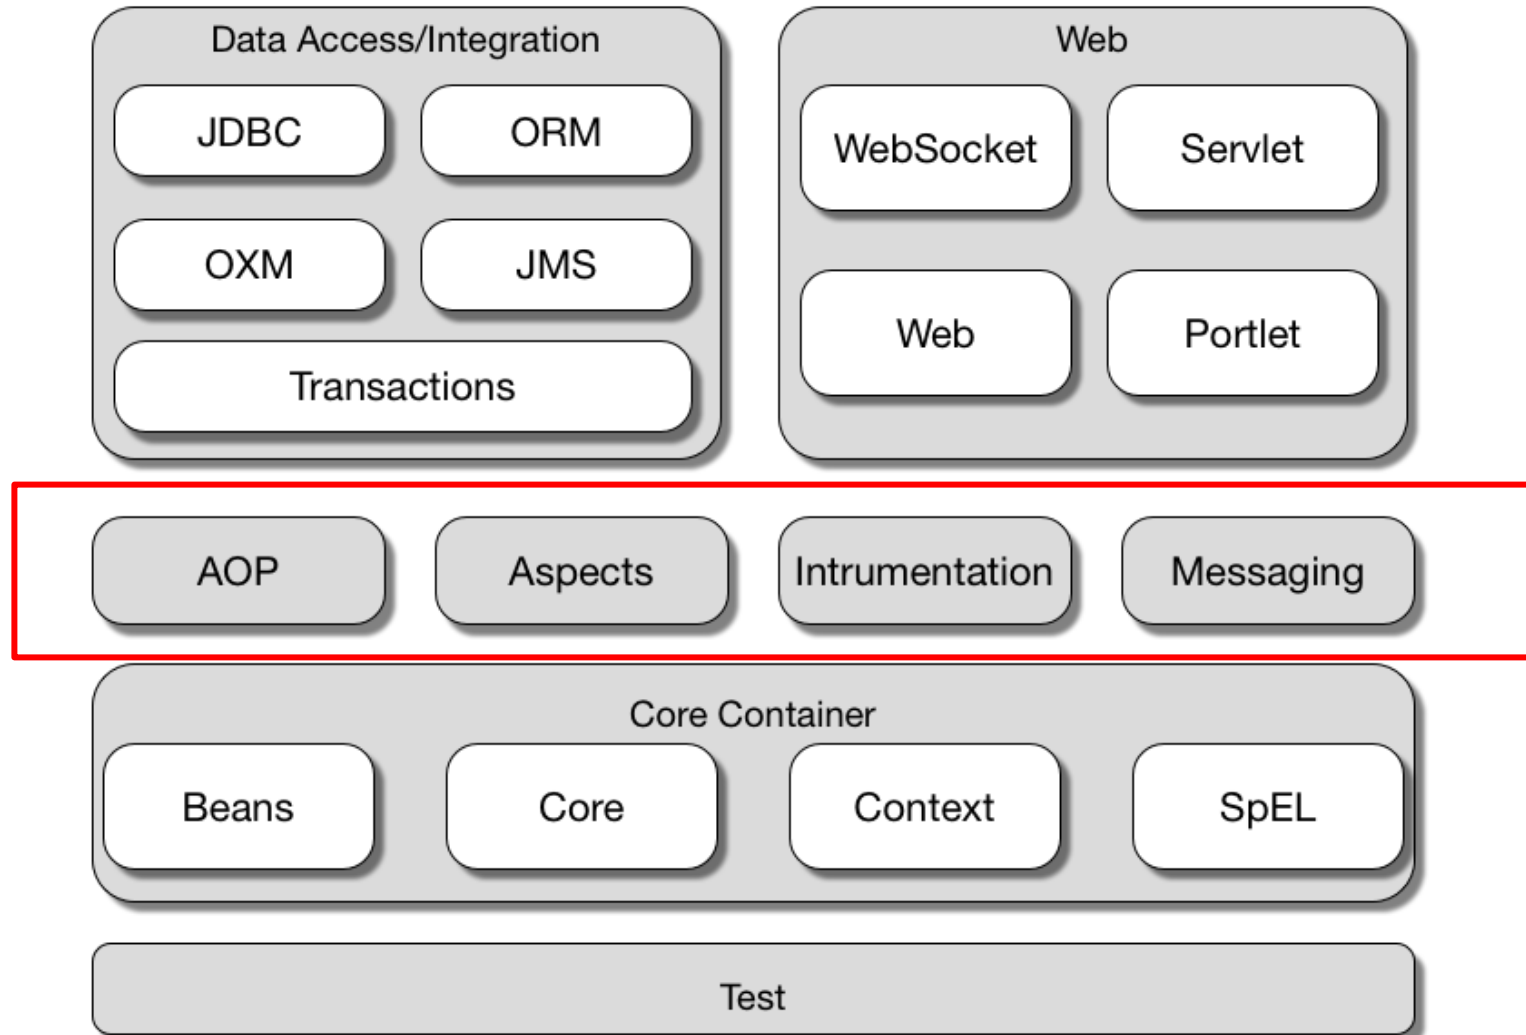 Data Access/Integration
JDBC
ORM
OXM
JMS
Transactions
Web
WebSocket
Servlet
Web
Portlet
AOP
Aspects
Intrumentation
Messaging
Core Container
Beans
Core
Context
SpEL
Test